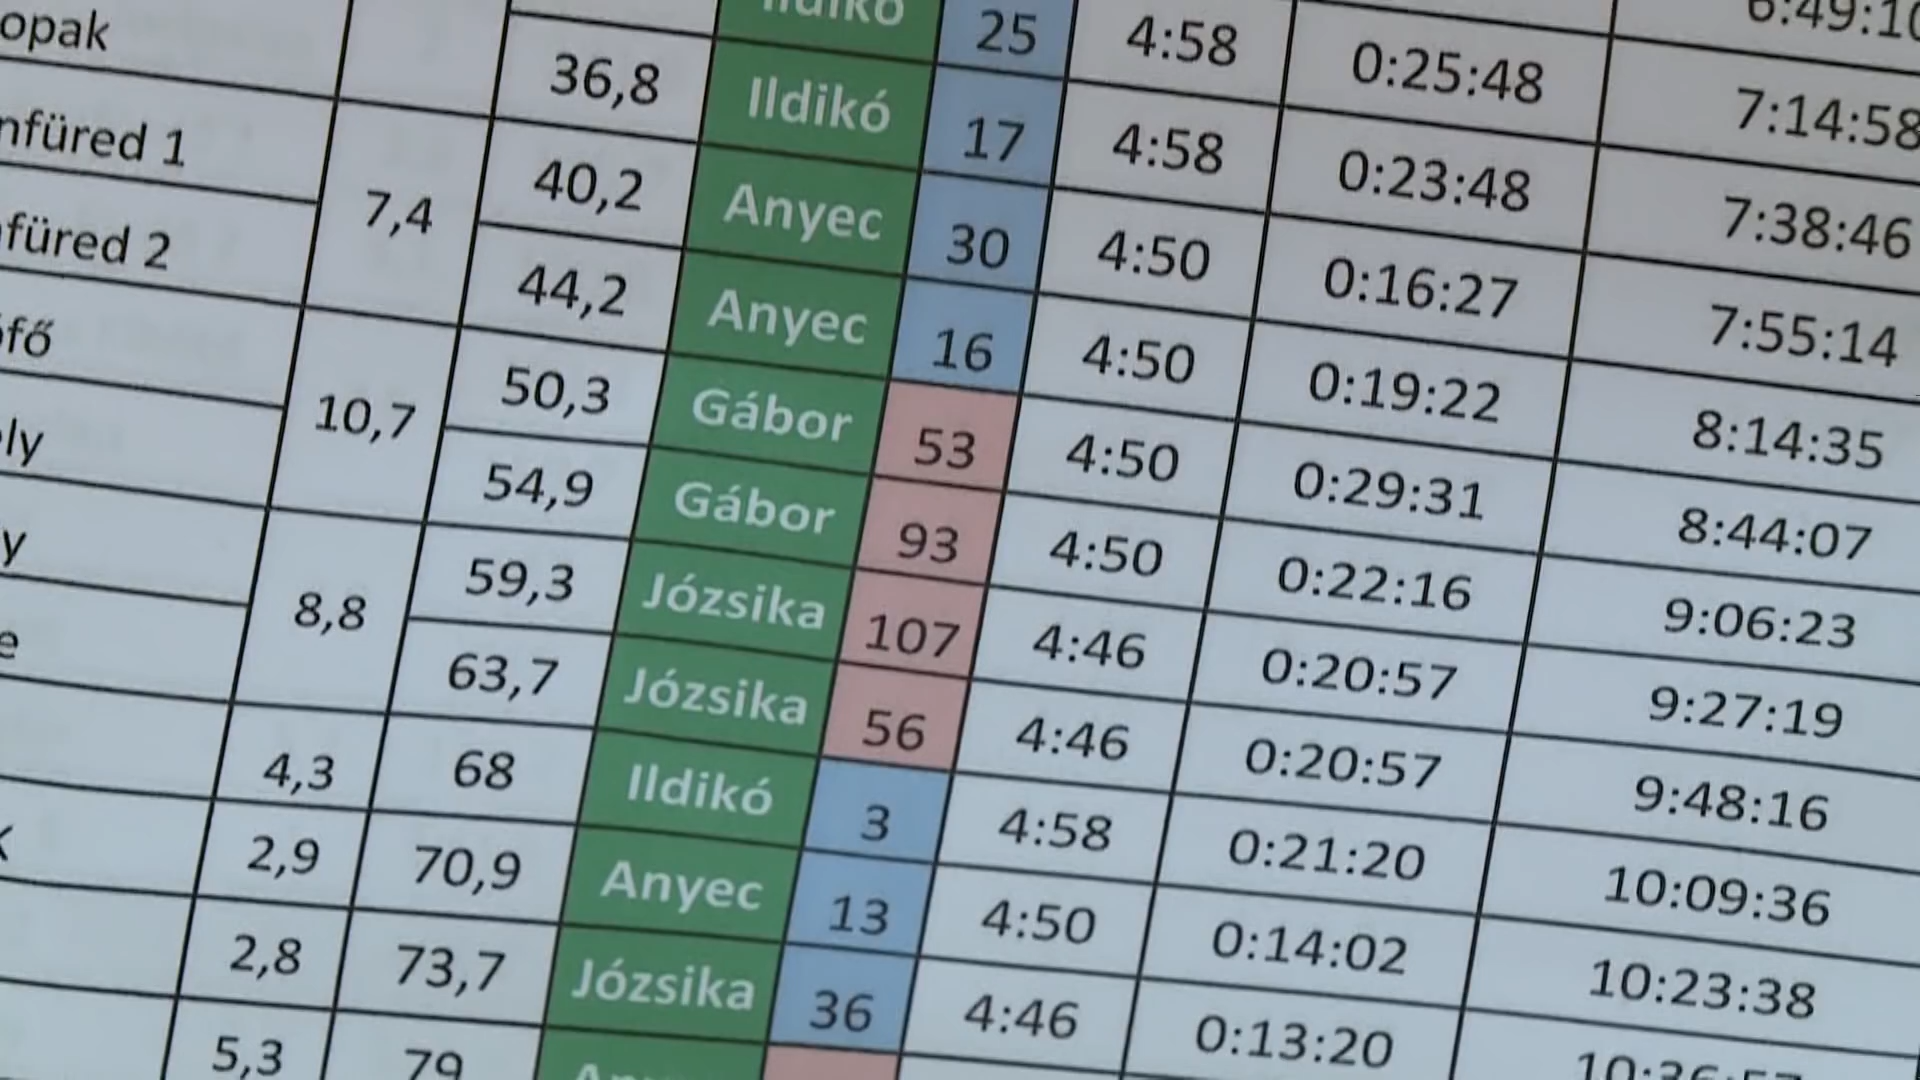 Ildikó 25 4:58 0:25:48 7:14:58
opak 36,8 Ildikó 17 4:58 0:23:48 7:38:46
nfüred 1 7,4 40,2 Anyec 30 4:50 0:16:27 7:55:14
füred 2 44,2 Anyec 16 4:50 0:19:22 8:14:35
fő 10,7 50,3 Gábor 53 4:50 0:29:31 8:44:07
ly 54,9 Gábor 93 4:50 0:22:16 9:06:23
y 8,8 59,3 Józsika 107 4:46 0:20:57 9:27:19
e 63,7 Józsika 56 4:46 0:20:57 9:48:16
4,3 68 Ildikó 3 4:58 0:21:20 10:09:36
2,9 70,9 Anyec 13 4:50 0:14:02 10:23:38
2,8 73,7 Józsika 36 4:46 0:13:20 10:36:57
5,3 79